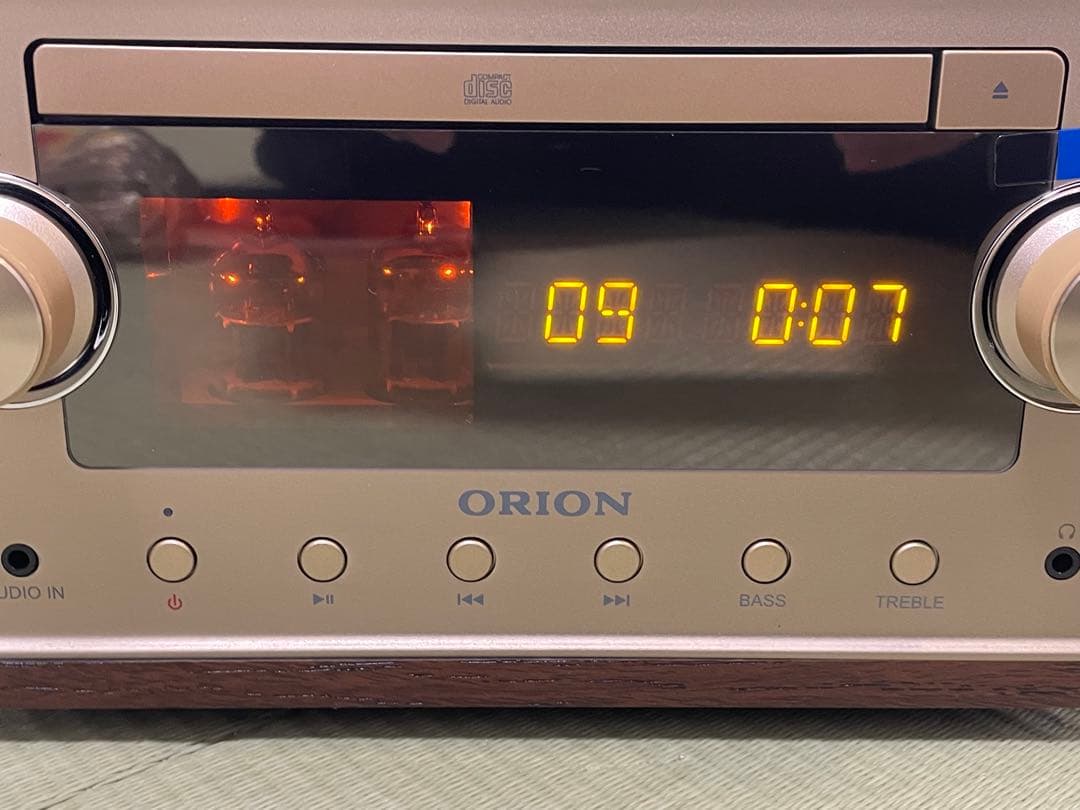 COMPACT
disc
DIGITAL AUDIO
09 0:07
ORION
UDIO IN
BASS
TREBLE